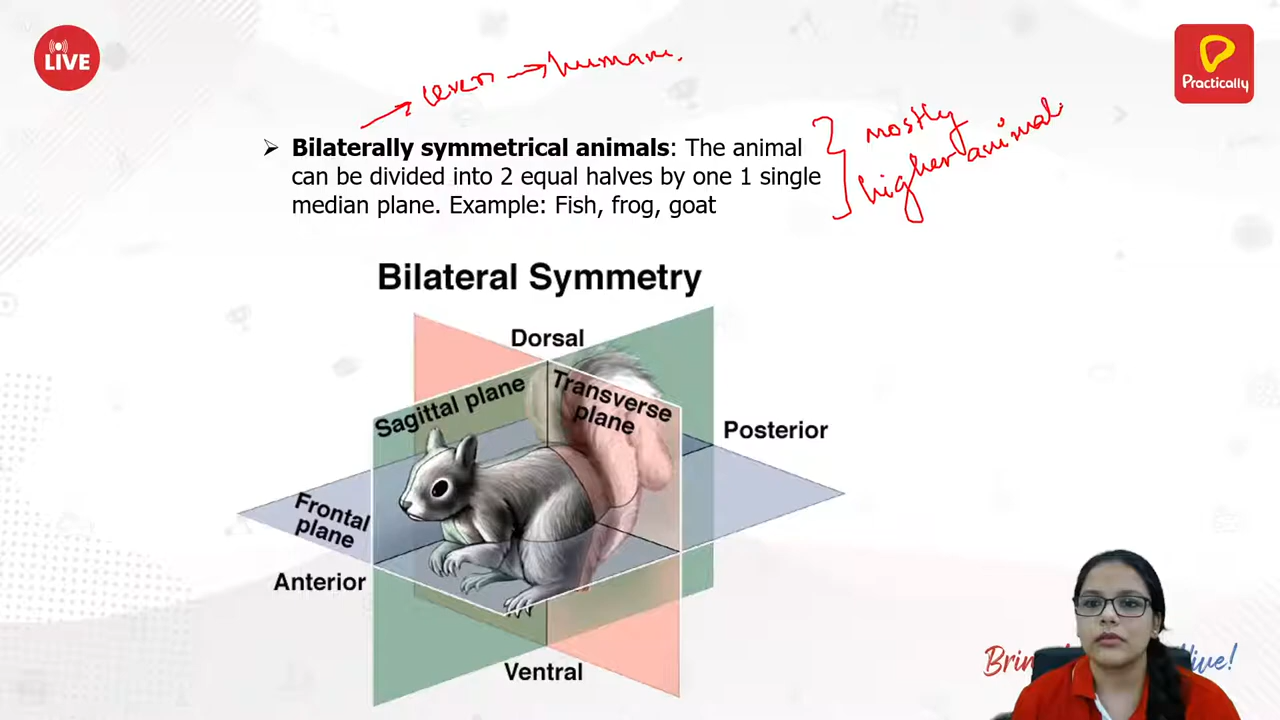 LIVE
Practically
→ even → humans.
➤ Bilaterally symmetrical animals: The animal
can be divided into 2 equal halves by one 1 single
median plane. Example: Fish, frog, goat
mostly
higher animal
Bilateral Symmetry
Dorsal
Sagittal plane
Transverse
plane
Posterior
Frontal
plane
Anterior
Ventral